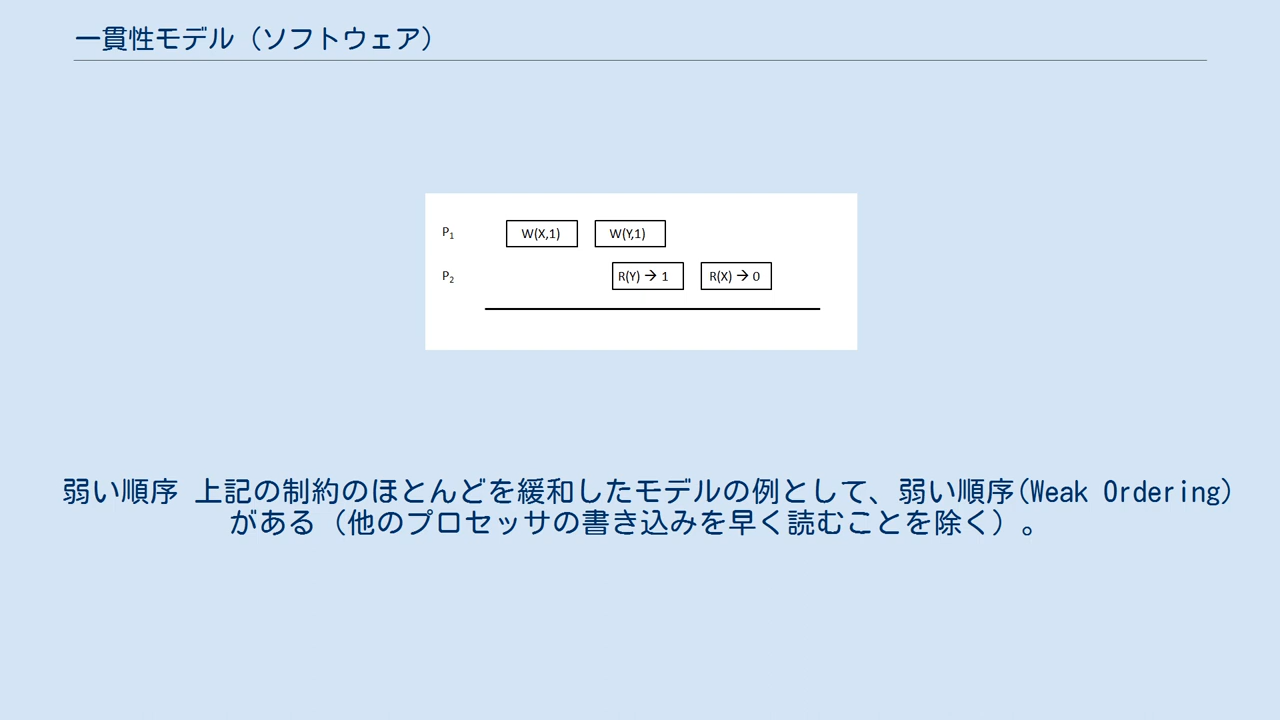 一貫性モデル（ソフトウェア）
P1 W(X,1) W(Y,1)
P2 R(Y) → 1 R(X) → 0
弱い順序 上記の制約のほとんどを緩和したモデルの例として、弱い順序(Weak Ordering)
がある（他のプロセッサの書き込みを早く読むことを除く）。